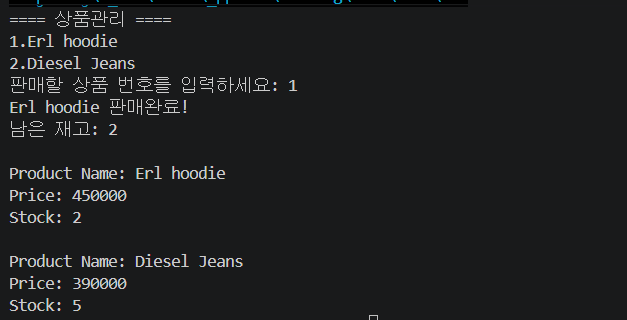 ==== 상품관리 ====
1.Erl hoodie
2.Diesel Jeans
판매할 상품 번호를 입력하세요: 1
Erl hoodie 판매완료!
남은 재고: 2
Product Name: Erl hoodie
Price: 450000
Stock: 2
Product Name: Diesel Jeans
Price: 390000
Stock: 5